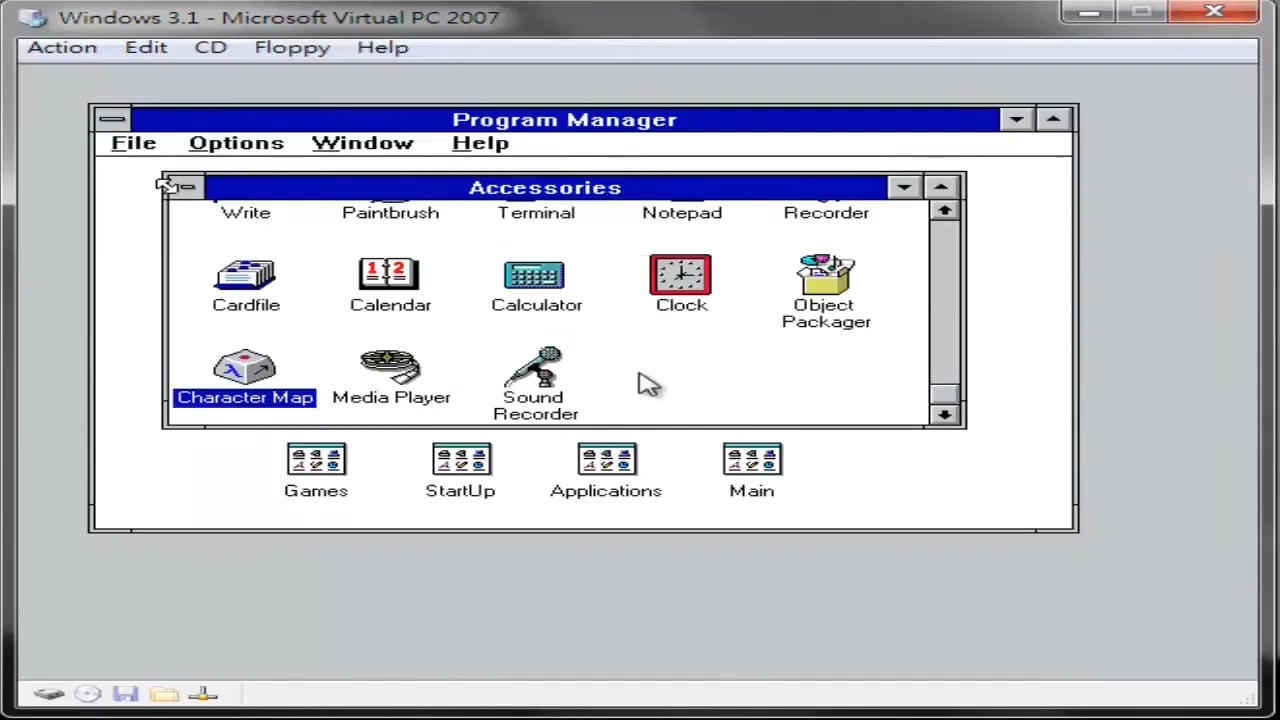 Windows 3.1 - Microsoft Virtual PC 2007
Action Edit CD Floppy Help
Program Manager
File Options Window Help
Accessories
Write Paintbrush Terminal Notepad Recorder
1 2
Cardfile Calendar Calculator Clock Object
Packager
λ
Character Map Media Player Sound
Recorder
Games StartUp Applications Main